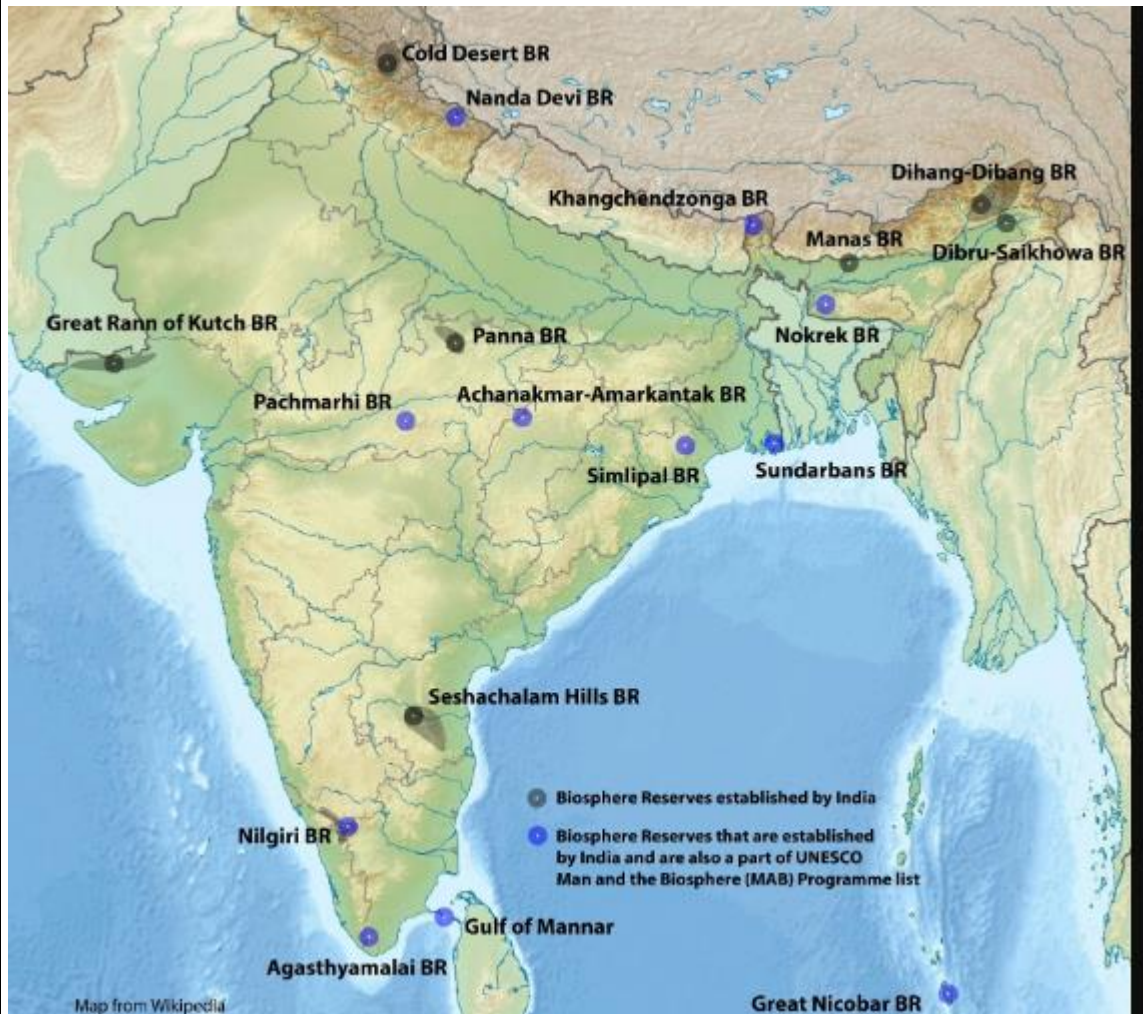 Cold Desert BR
Nanda Devi BR
Dihang-Dibang BR
Khangchendzonga BR
Manas BR
Dibru-Saikhowa BR
Great Rann of Kutch BR
Panna BR
Nokrek BR
Pachmarhi BR
Achanakmar-Amarkantak BR
Simlipal BR
Sundarbans BR
Seshachalam Hills BR
Biosphere Reserves established by India
Biosphere Reserves that are established
by India and are also a part of UNESCO
Man and the Biosphere (MAB) Programme list
Nilgiri BR
Gulf of Mannar
Agasthyamalai BR
Great Nicobar BR
Map from Wikipedia